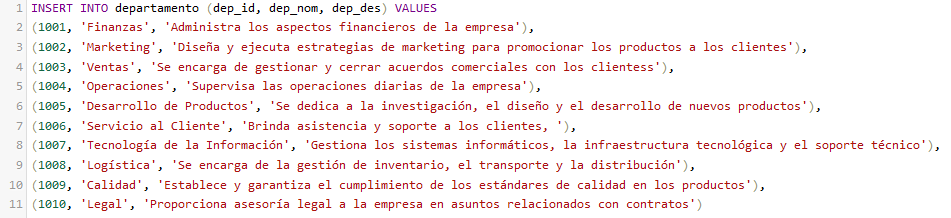 1 INSERT INTO departamento (dep_id, dep_nom, dep_des) VALUES
2 (1001, 'Finanzas', 'Administra los aspectos financieros de la empresa'),
3 (1002, 'Marketing', 'Diseña y ejecuta estrategias de marketing para promocionar los productos a los clientes'),
4 (1003, 'Ventas', 'Se encarga de gestionar y cerrar acuerdos comerciales con los clientess'),
5 (1004, 'Operaciones', 'Supervisa las operaciones diarias de la empresa'),
6 (1005, 'Desarrollo de Productos', 'Se dedica a la investigación, el diseño y el desarrollo de nuevos productos'),
7 (1006, 'Servicio al Cliente', 'Brinda asistencia y soporte a los clientes, '),
8 (1007, 'Tecnología de la Información', 'Gestiona los sistemas informáticos, la infraestructura tecnológica y el soporte técnico'),
9 (1008, 'Logística', 'Se encarga de la gestión de inventario, el transporte y la distribución'),
10 (1009, 'Calidad', 'Establece y garantiza el cumplimiento de los estándares de calidad en los productos'),
11 (1010, 'Legal', 'Proporciona asesoría legal a la empresa en asuntos relacionados con contratos')